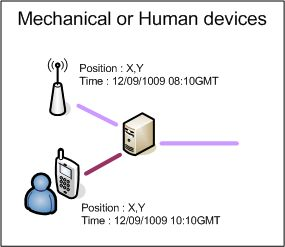 Mechanical or Human devices
Position : X,Y
Time : 12/09/1009 08:10GMT
Position : X,Y
Time : 12/09/1009 10:10GMT